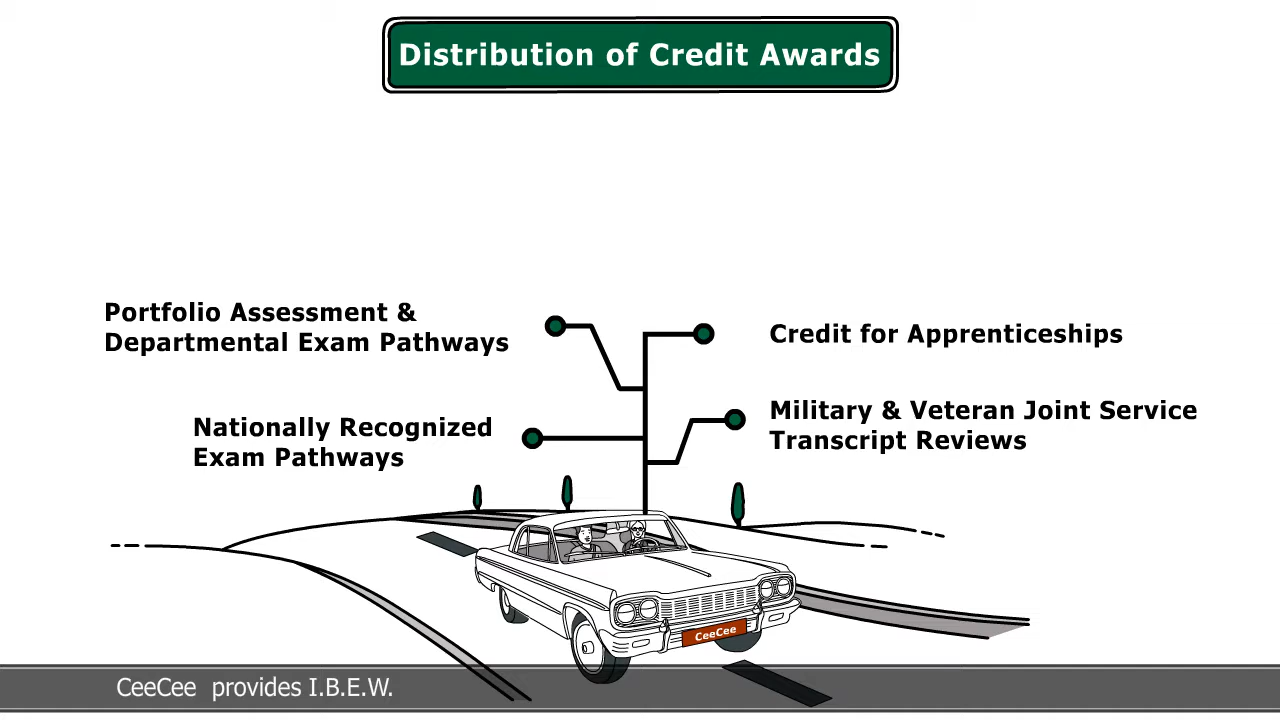 Distribution of Credit Awards
Portfolio Assessment &
Departmental Exam Pathways
Credit for Apprenticeships
Nationally Recognized
Exam Pathways
Military & Veteran Joint Service
Transcript Reviews
CeeCee
CeeCee  provides I.B.E.W.